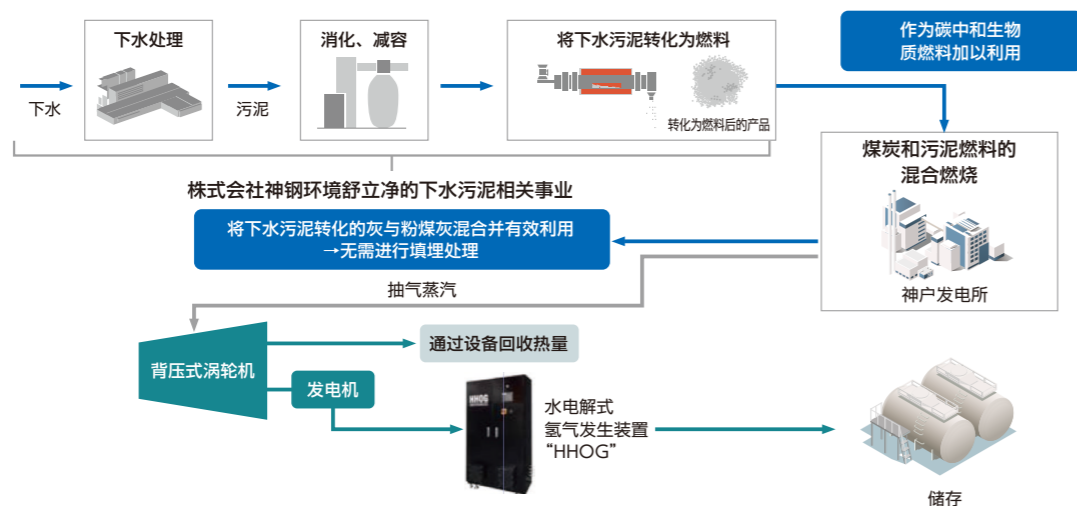 下水处理
消化、减容
将下水污泥转化为燃料
作为碳中和生物
质燃料加以利用
下水
污泥
转化为燃料后的产品
煤炭和污泥燃料的
混合燃烧
神户发电所
株式会社神钢环境舒立净的下水污泥相关事业
将下水污泥转化的灰与粉煤灰混合并有效利用
→无需进行填埋处理
抽气蒸汽
背压式涡轮机
通过设备回收热量
发电机
HHOG
水电解式
氢气发生装置
“HHOG”
储存